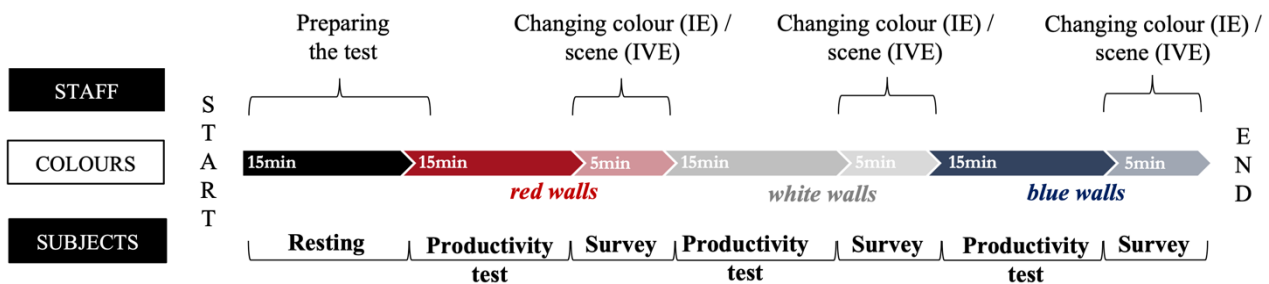 Preparing
the test
Changing colour (IE) /
scene (IVE)
Changing colour (IE) /
scene (IVE)
Changing colour (IE) /
scene (IVE)
STAFF
COLOURS
SUBJECTS
START
15min
15min
5min
15min
5min
15min
5min
END
red walls
white walls
blue walls
Resting
Productivity
test
Survey
Productivity
test
Survey
Productivity
test
Survey